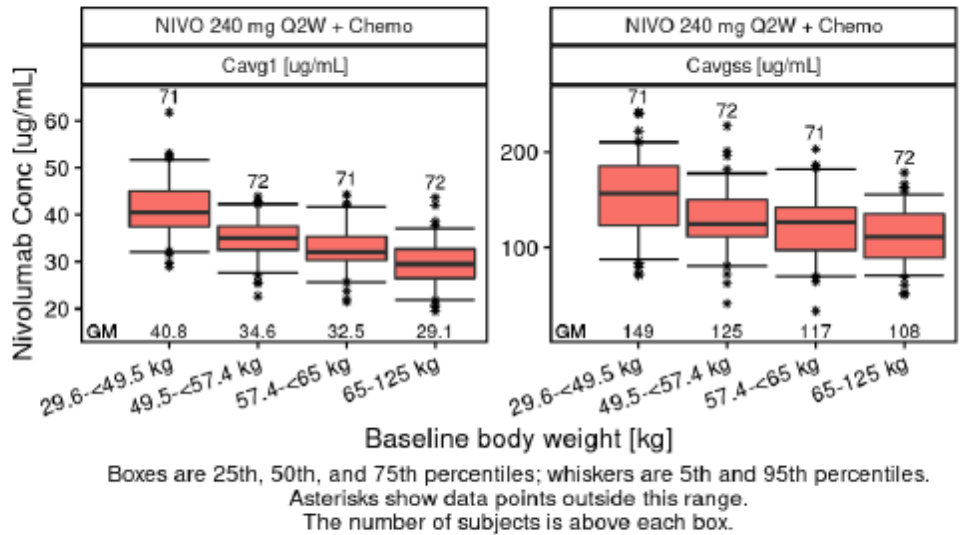 NIVO 240 mg Q2W + Chemo
Cavg1 [ug/mL]
Nivolumab Conc [ug/mL]
60
50
40
30
20
71
72
71
72
GM 40.8 34.6 32.5 29.1
29.6-<49.5 kg
49.5-<57.4 kg
57.4-<65 kg
65-125 kg
NIVO 240 mg Q2W + Chemo
Cavgss [ug/mL]
200
100
71
72
71
72
GM 149 125 117 108
29.6-<49.5 kg
49.5-<57.4 kg
57.4-<65 kg
65-125 kg
Baseline body weight [kg]
Boxes are 25th, 50th, and 75th percentiles; whiskers are 5th and 95th percentiles.
Asterisks show data points outside this range.
The number of subjects is above each box.